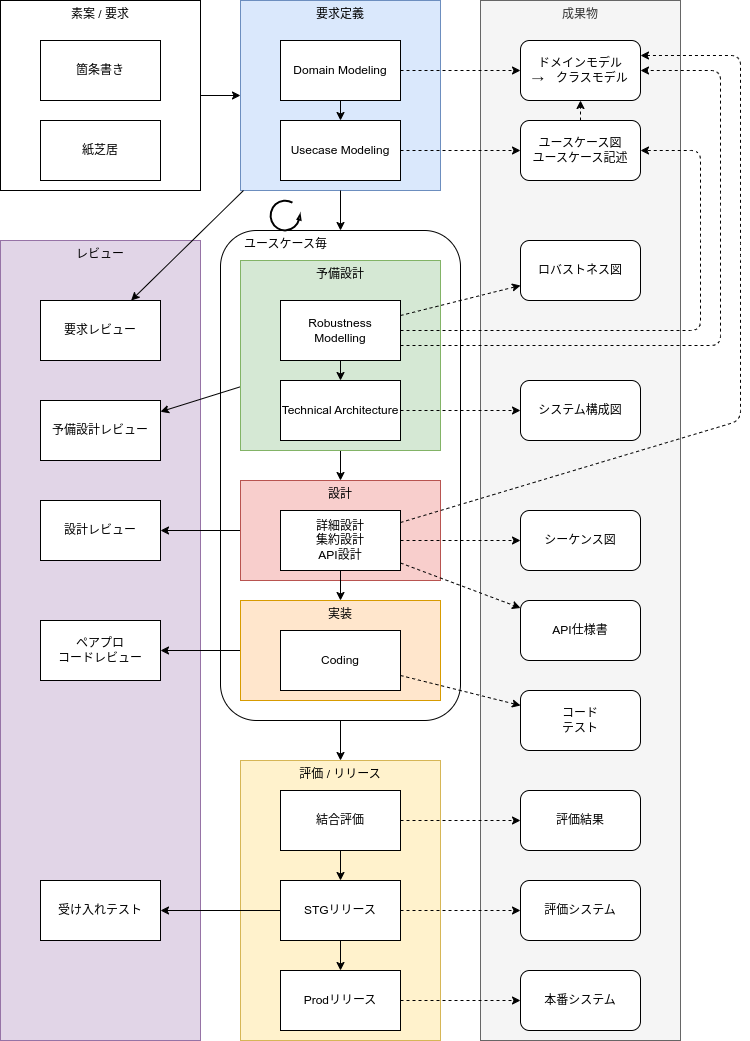 素案 / 要求
箇条書き
紙芝居
要求定義
Domain Modeling
Usecase Modeling
成果物
ドメインモデル
→　クラスモデル
ユースケース図
ユースケース記述
ユースケース毎
予備設計
Robustness
Modelling
Technical Architecture
ロバストネス図
システム構成図
レビュー
要求レビュー
予備設計レビュー
設計レビュー
ペアプロ
コードレビュー
受け入れテスト
設計
詳細設計
集約設計
API設計
シーケンス図
API仕様書
実装
Coding
コード
テスト
評価 / リリース
結合評価
STGリリース
Prodリリース
評価結果
評価システム
本番システム